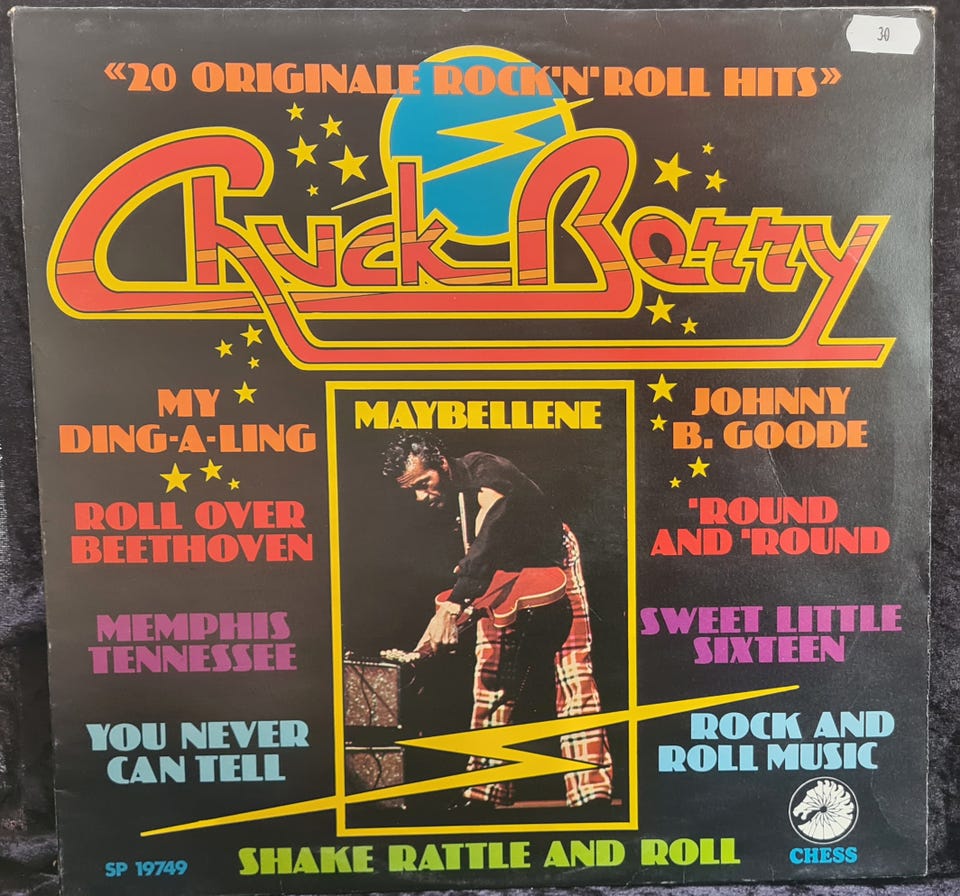 30
«20 ORIGINALE ROCK'N'ROLL HITS»
Chuck Berry
MAYBELLENE
MY
DING-A-LING
ROLL OVER
BEETHOVEN
MEMPHIS
TENNESSEE
YOU NEVER
CAN TELL
JOHNNY
B. GOODE
'ROUND
AND 'ROUND
SWEET LITTLE
SIXTEEN
ROCK AND
ROLL MUSIC
CHESS
SP 19749
SHAKE RATTLE AND ROLL